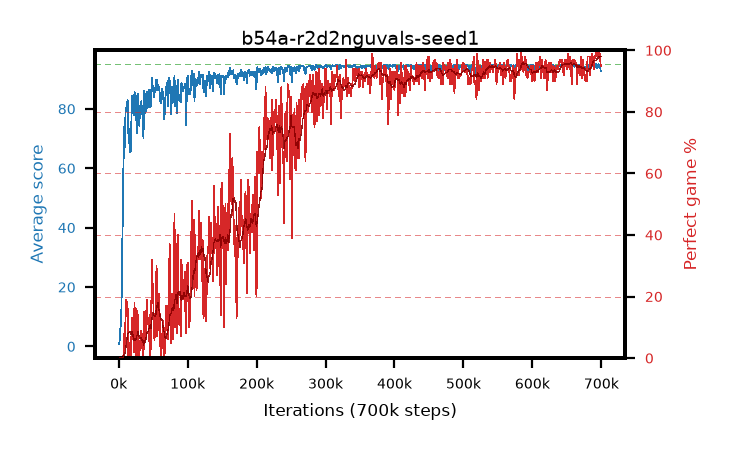 b54a-r2d2nguvals-seed1
100
80
80
60
60
40
40
20
20
0
0
Average score
Perfect game %
0k 100k 200k 300k 400k 500k 600k 700k
Iterations (700k steps)